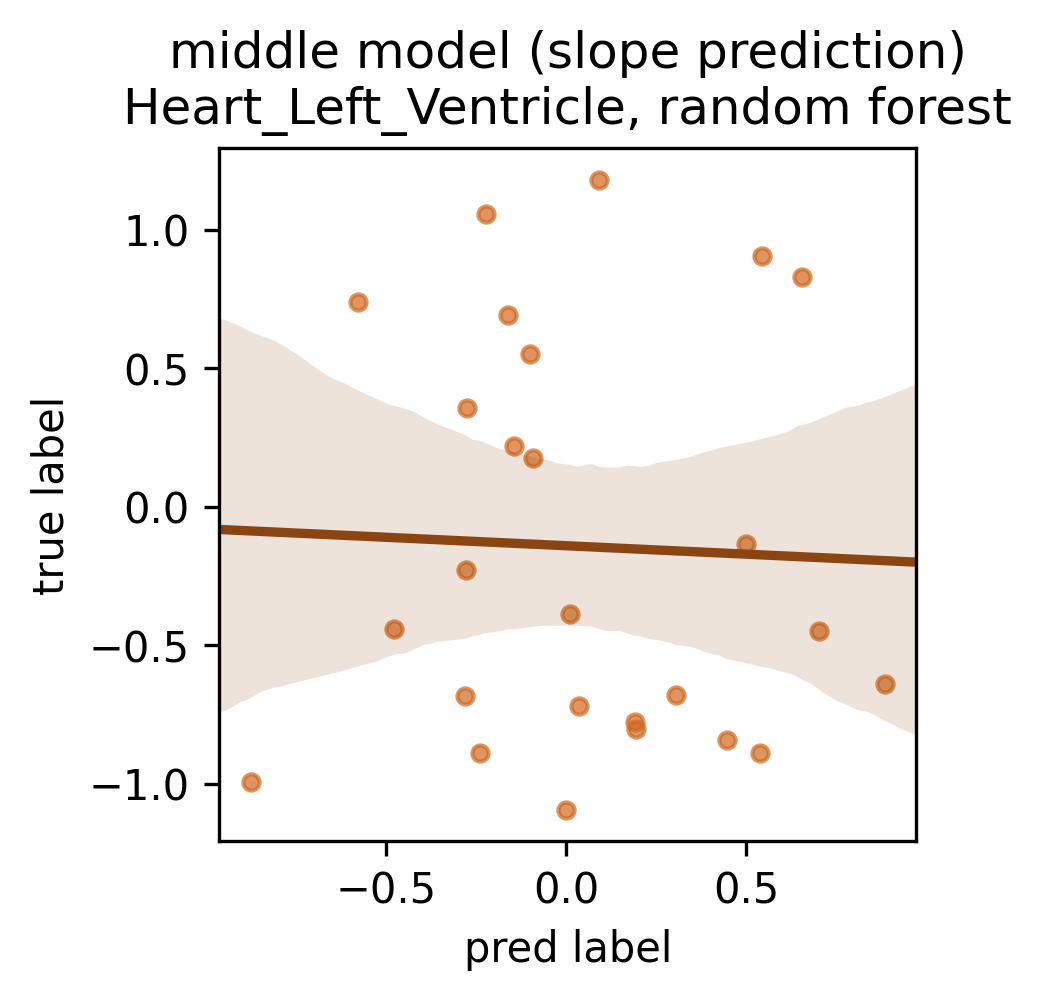 middle model (slope prediction)
Heart_Left_Ventricle, random forest
1.0
0.5
0.0
−0.5
−1.0
true label
−0.5 0.0 0.5
pred label